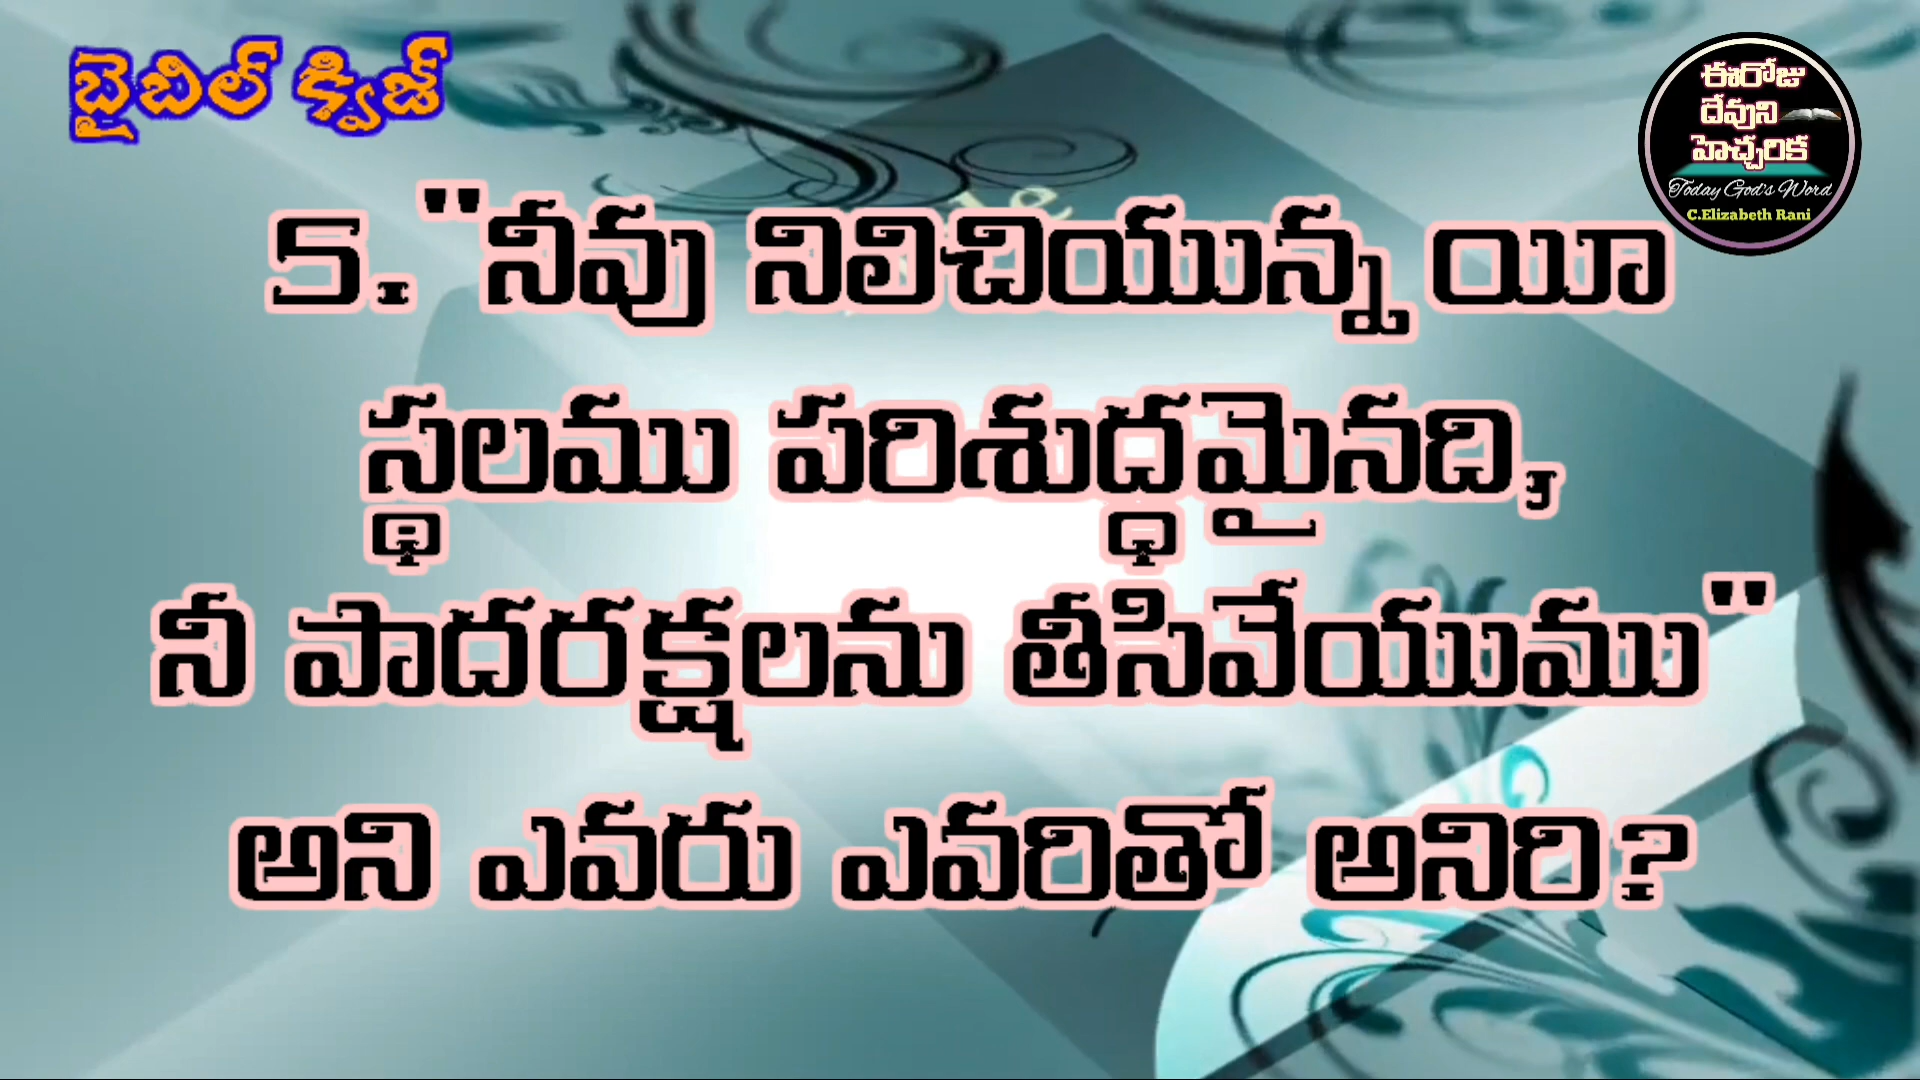 బైబిల్ క్విజ్
ఈరోజు
దేవుని
హెచ్చరిక
Today God's Word
C.Elizabeth Rani
5. "నీవు నిలిచియున్న యీ
స్థలము పరిశుద్ధమైనది,
నీ పాదరక్షలను తీసివేయుము"
అని ఎవరు ఎవరితో అనిరి?